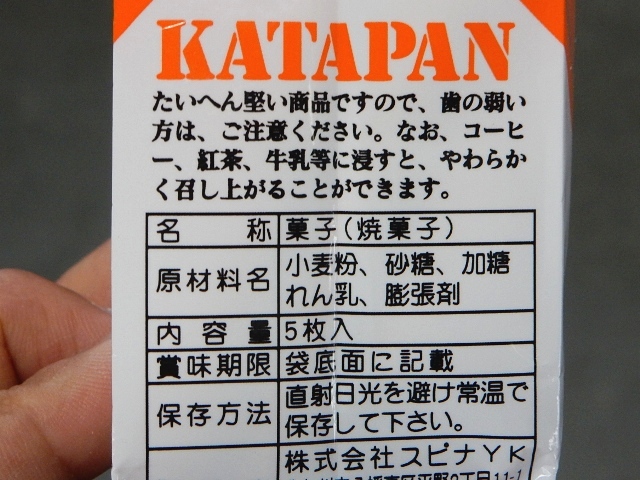 KATAPAN
たいへん堅い商品ですので、歯の弱い
方は、ご注意ください。なお、コーヒ
ー、紅茶、牛乳等に浸すと、やわらか
く召し上がることができます。
名称 菓子(焼菓子)
原材料名 小麦粉、砂糖、加糖
れん乳、膨張剤
内容量 5枚入
賞味期限 袋底面に記載
保存方法 直射日光を避け常温で
保存して下さい。
株式会社スピナYK